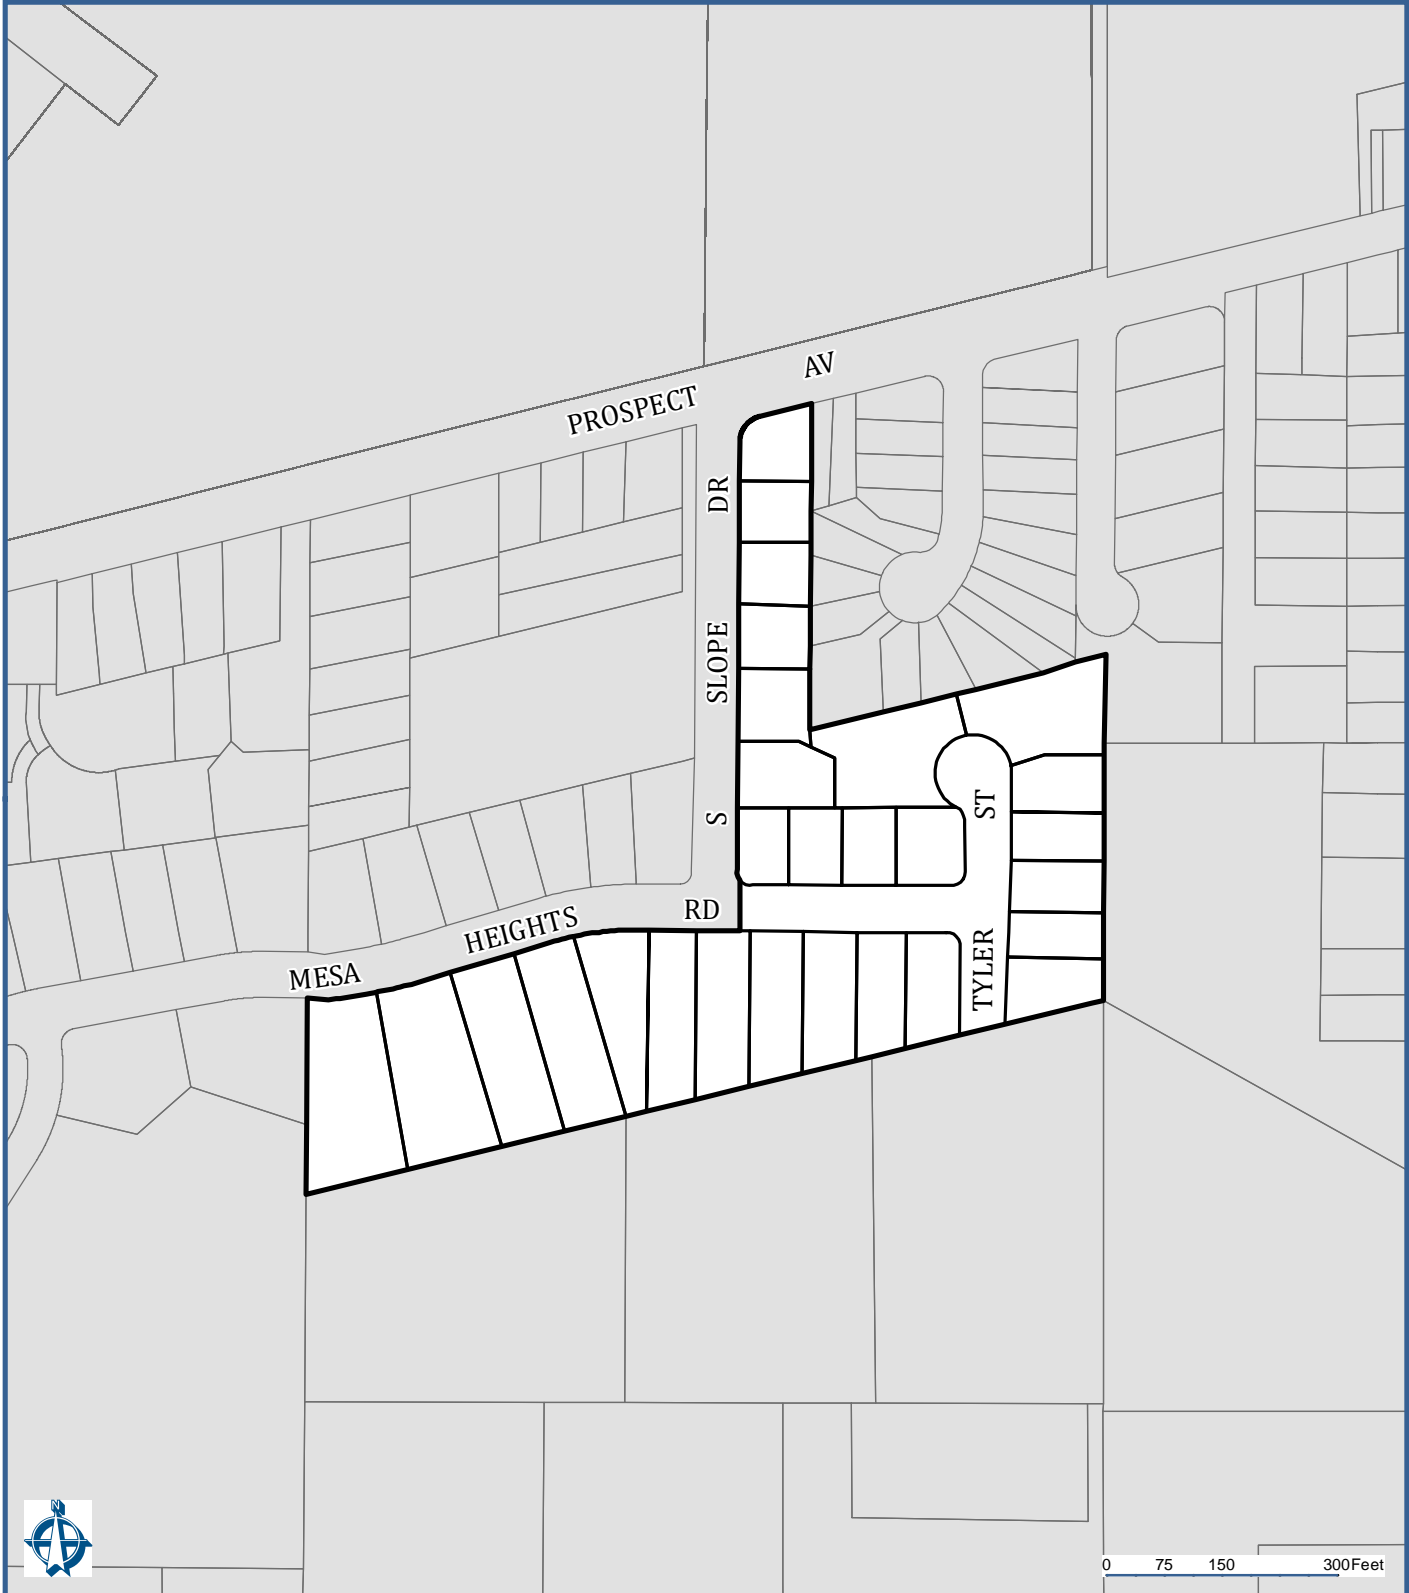 AV
PROSPECT
DR
SLOPE
S
ST
RD
HEIGHTS
MESA
TYLER
N
0 75 150 300 Feet